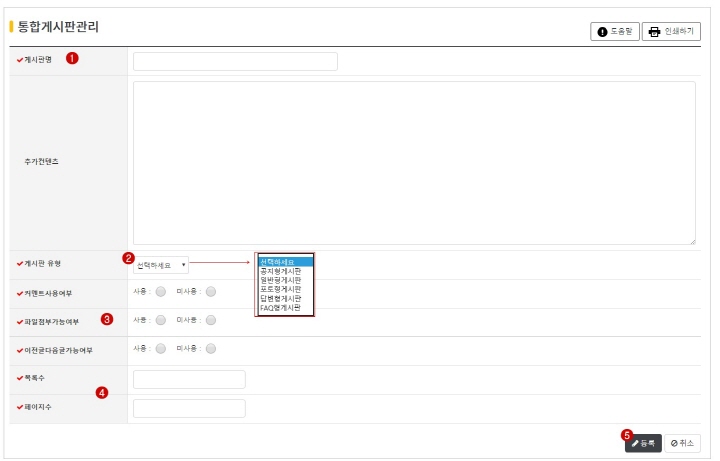 통합게시판관리
도움말 인쇄하기
게시판명 1
추가컨텐츠
게시판 유형 2 선택하세요
선택하세요
공지형게시판
일반형게시판
포토형게시판
답변형게시판
FAQ형게시판
커멘트사용여부 사용 : 미사용 :
파일첨부가능여부 3 사용 : 미사용 :
이전글다음글가능여부 사용 : 미사용 :
목록수
4
페이지수
5 등록 취소